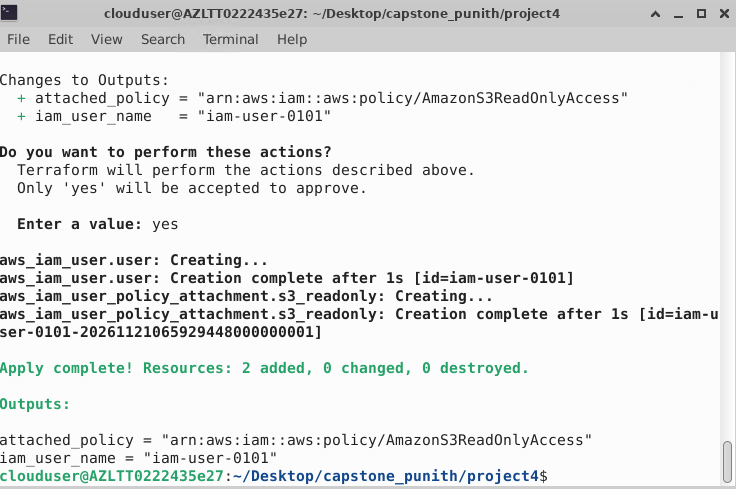 clouduser@AZLTT0222435e27: ~/Desktop/capstone_punith/project4
File Edit View Search Terminal Help
Changes to Outputs:
  + attached_policy = "arn:aws:iam::aws:policy/AmazonS3ReadOnlyAccess"
  + iam_user_name   = "iam-user-0101"
Do you want to perform these actions?
  Terraform will perform the actions described above.
  Only 'yes' will be accepted to approve.
  Enter a value: yes
aws_iam_user.user: Creating...
aws_iam_user.user: Creation complete after 1s [id=iam-user-0101]
aws_iam_user_policy_attachment.s3_readonly: Creating...
aws_iam_user_policy_attachment.s3_readonly: Creation complete after 1s [id=iam-u
ser-0101-20261121065929448000000001]
Apply complete! Resources: 2 added, 0 changed, 0 destroyed.
Outputs:
attached_policy = "arn:aws:iam::aws:policy/AmazonS3ReadOnlyAccess"
iam_user_name = "iam-user-0101"
clouduser@AZLTT0222435e27:~/Desktop/capstone_punith/project4$